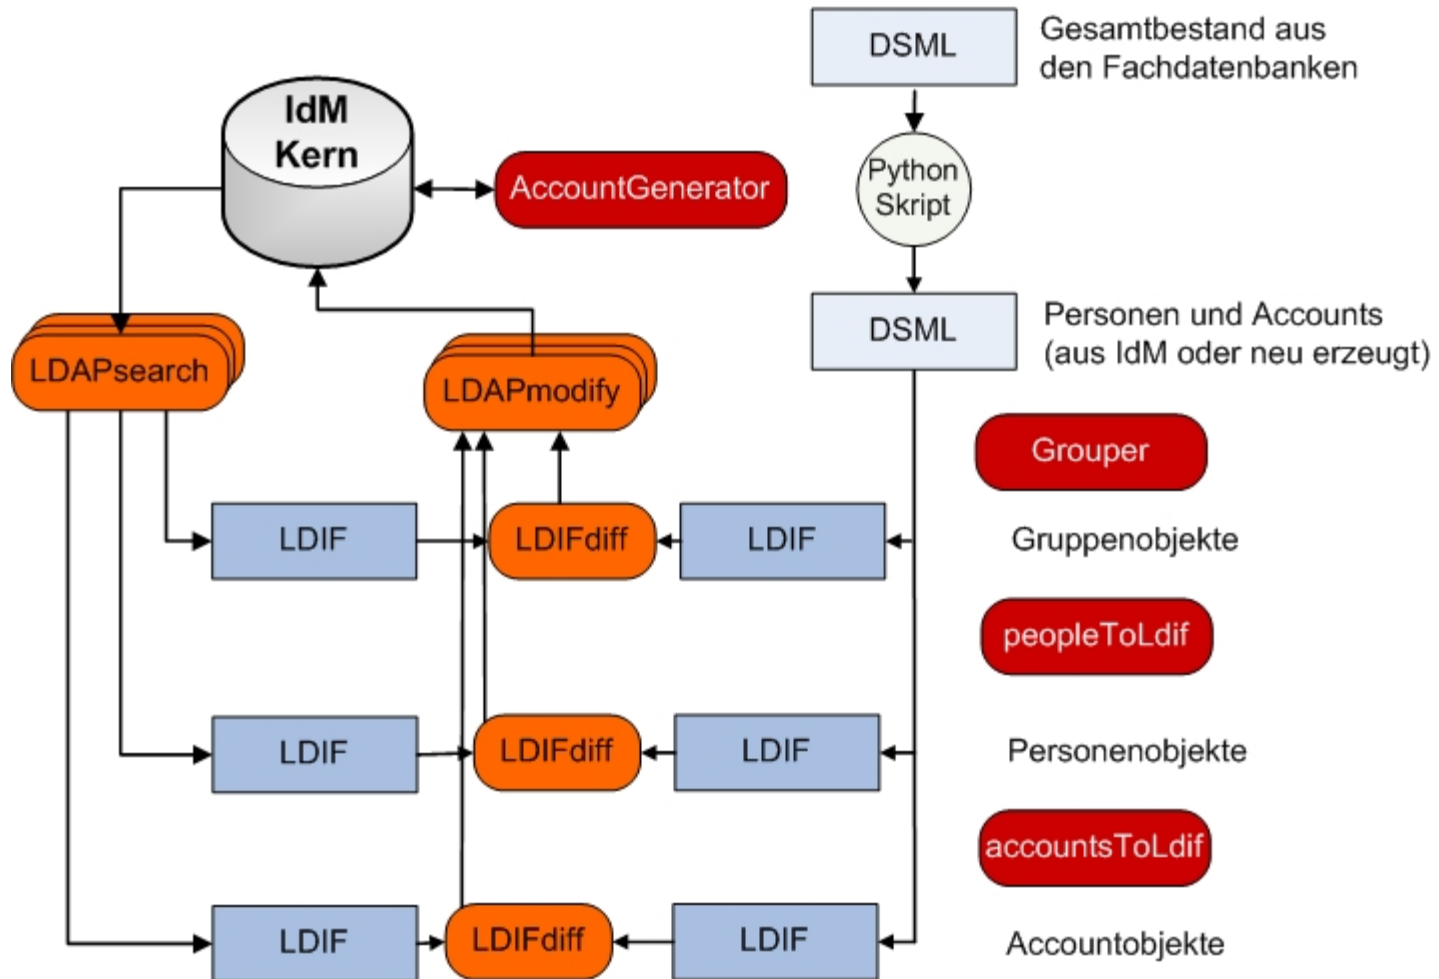 DSML
Gesamtbestand aus
den Fachdatenbanken
IdM
Kern
AccountGenerator
Python
Skript
DSML
Personen und Accounts
(aus IdM oder neu erzeugt)
LDAPsearch
LDAPmodify
Grouper
LDIF
LDIFdiff
LDIF
Gruppenobjekte
peopleToLdif
LDIF
LDIFdiff
LDIF
Personenobjekte
accountsToLdif
LDIF
LDIFdiff
LDIF
Accountobjekte